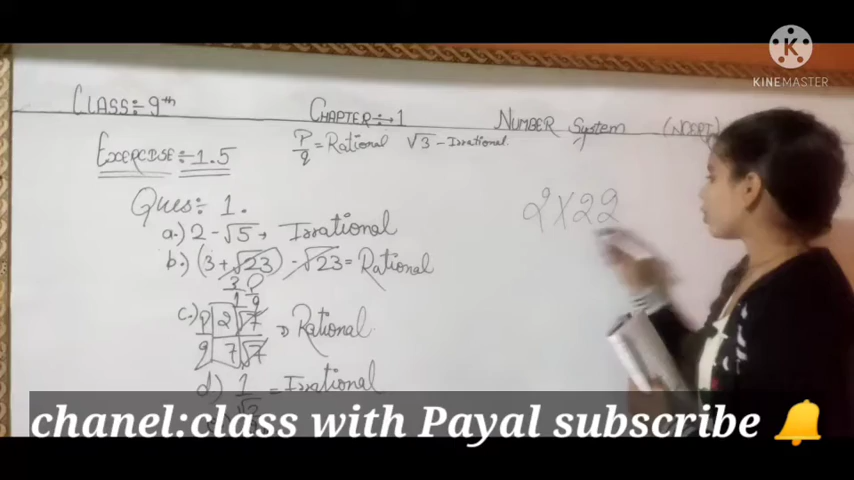 KINEMASTER
CLASS:- 9th CHAPTER:- 1 NUMBER System (NCERT)
EXERCISE:- 1.5 P/q = Rational √3 - Irrational
Ques:- 1.
a.) 2 - √5 → Irrational
b.) (3 + √23) - √23 = Rational
3/1 P/q
c.) P/q 2√7/7√7 ⇒ Rational
d) 1/√2 = Irrational
2 X 22
chanel:class with Payal subscribe 🔔